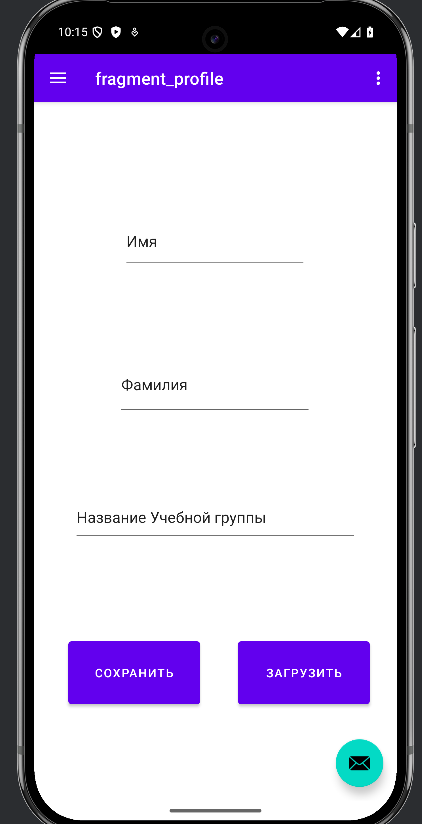 10:15
fragment_profile
Имя
Фамилия
Название Учебной группы
СОХРАНИТЬ
ЗАГРУЗИТЬ